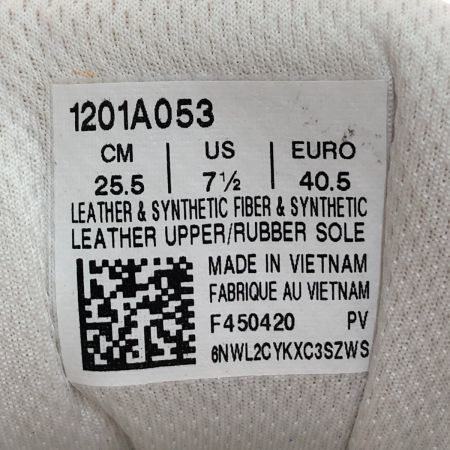 1201A053
CM | US | EURO
25.5 | 7½ | 40.5
LEATHER & SYNTHETIC FIBER & SYNTHETIC
LEATHER UPPER/RUBBER SOLE
MADE IN VIETNAM
FABRIQUE AU VIETNAM
F450420 PV
6NWL2CYKXC3SZWS